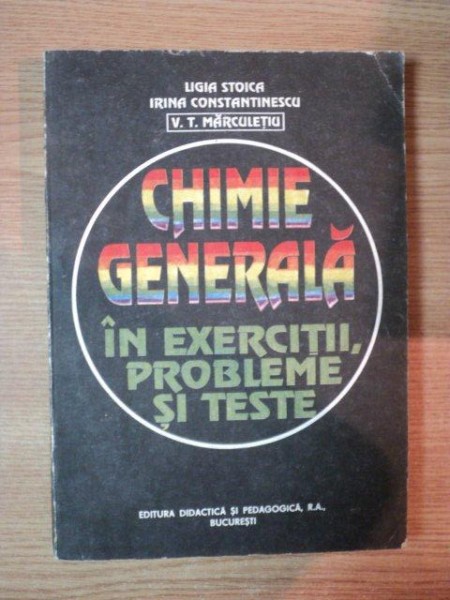 LIGIA STOICA
IRINA CONSTANTINESCU
V. T. MĂRCULEȚIU
CHIMIE
GENERALĂ
ÎN EXERCIȚII,
PROBLEME
ȘI TESTE
EDITURA DIDACTICĂ ȘI PEDAGOGICĂ, R.A.,
BUCUREȘTI